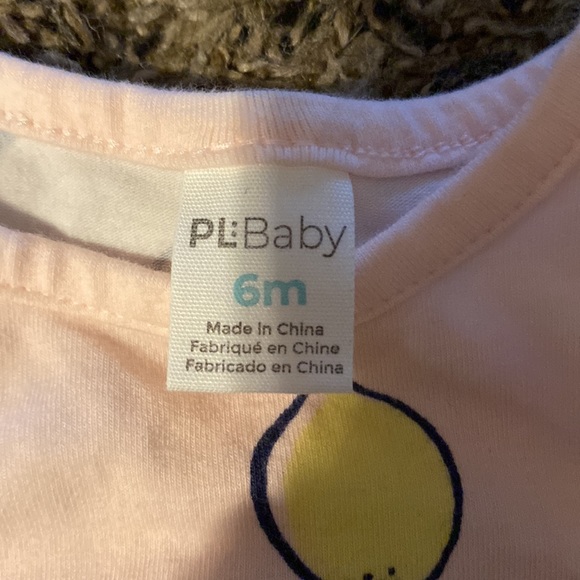 PL:Baby
6m
Made In China
Fabriqué en Chine
Fabricado en China